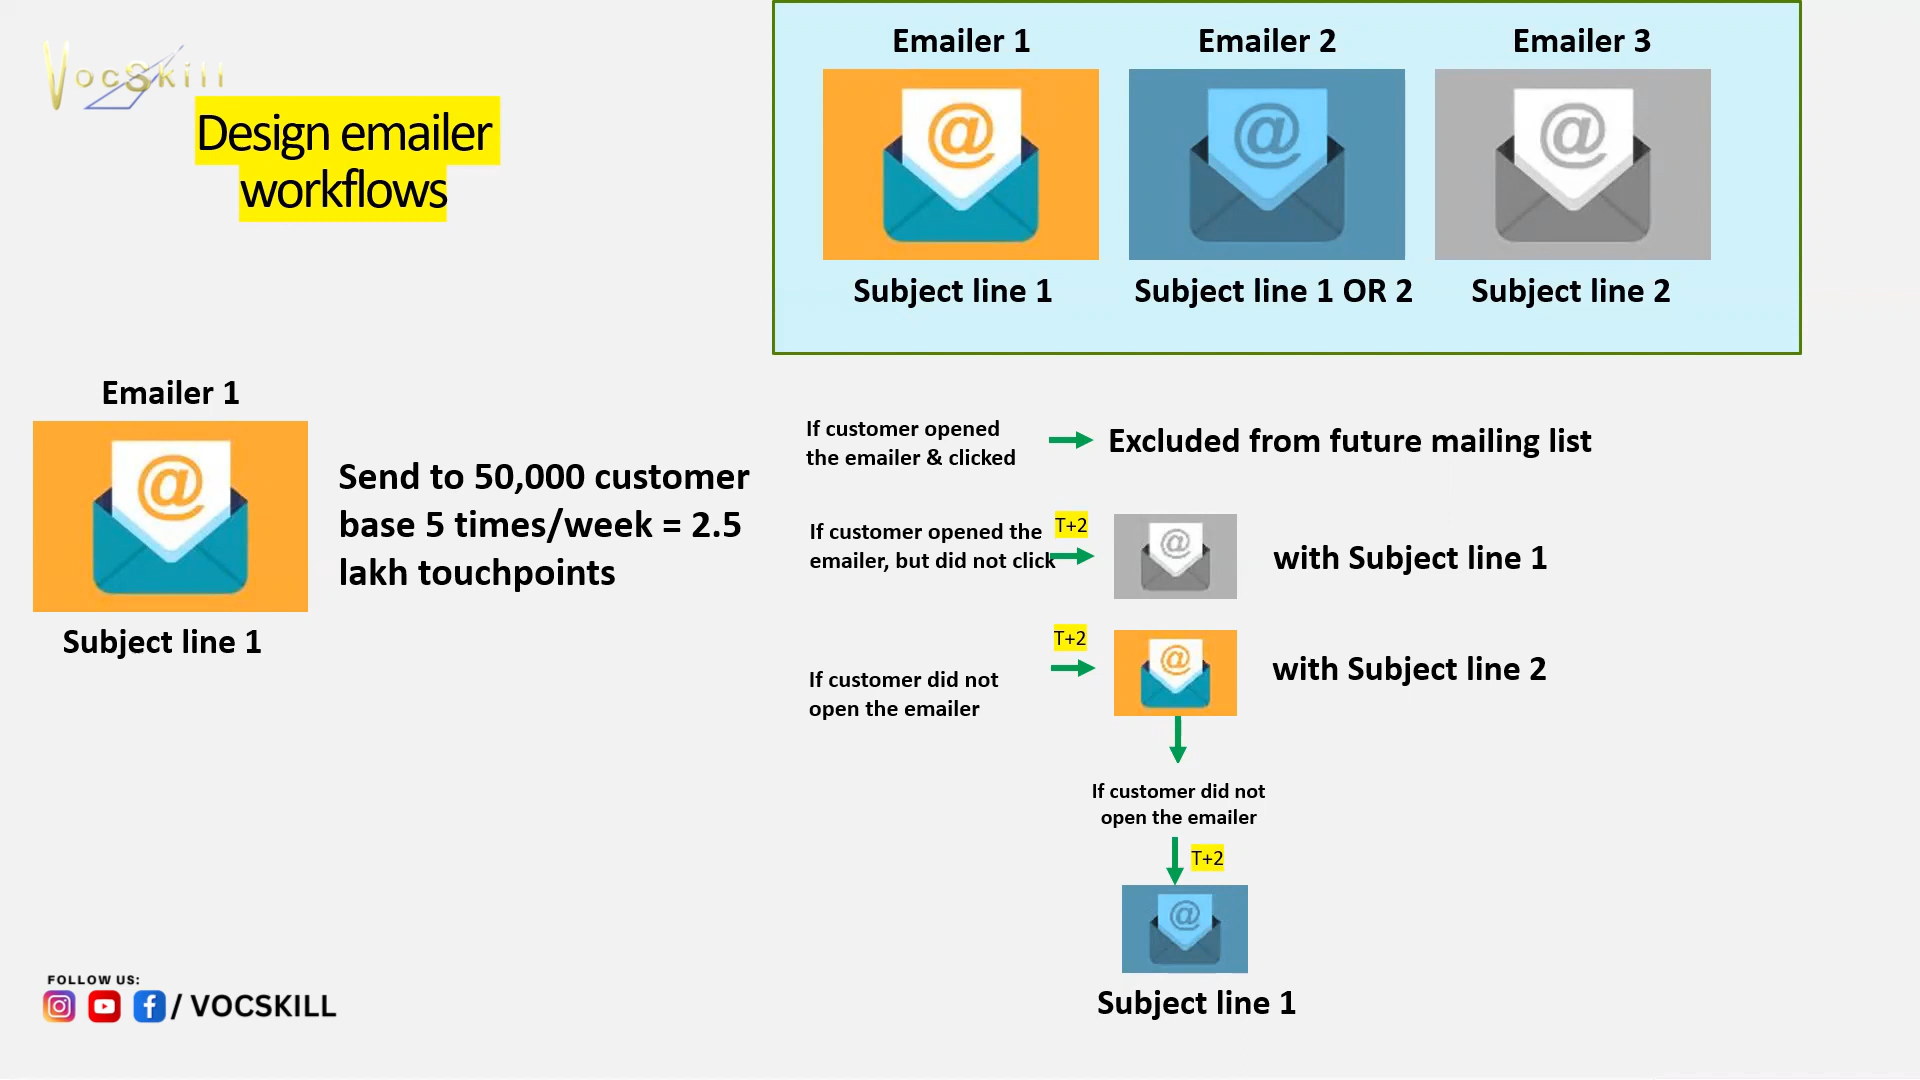 VocSkill
Design emailer
workflows
Emailer 1
Emailer 2
Emailer 3
Subject line 1
Subject line 1 OR 2
Subject line 2
Emailer 1
Send to 50,000 customer
base 5 times/week = 2.5
lakh touchpoints
Subject line 1
If customer opened
the emailer & clicked
Excluded from future mailing list
If customer opened the
emailer, but did not click
T+2
with Subject line 1
If customer did not
open the emailer
T+2
with Subject line 2
If customer did not
open the emailer
T+2
Subject line 1
FOLLOW US:
/ VOCSKILL